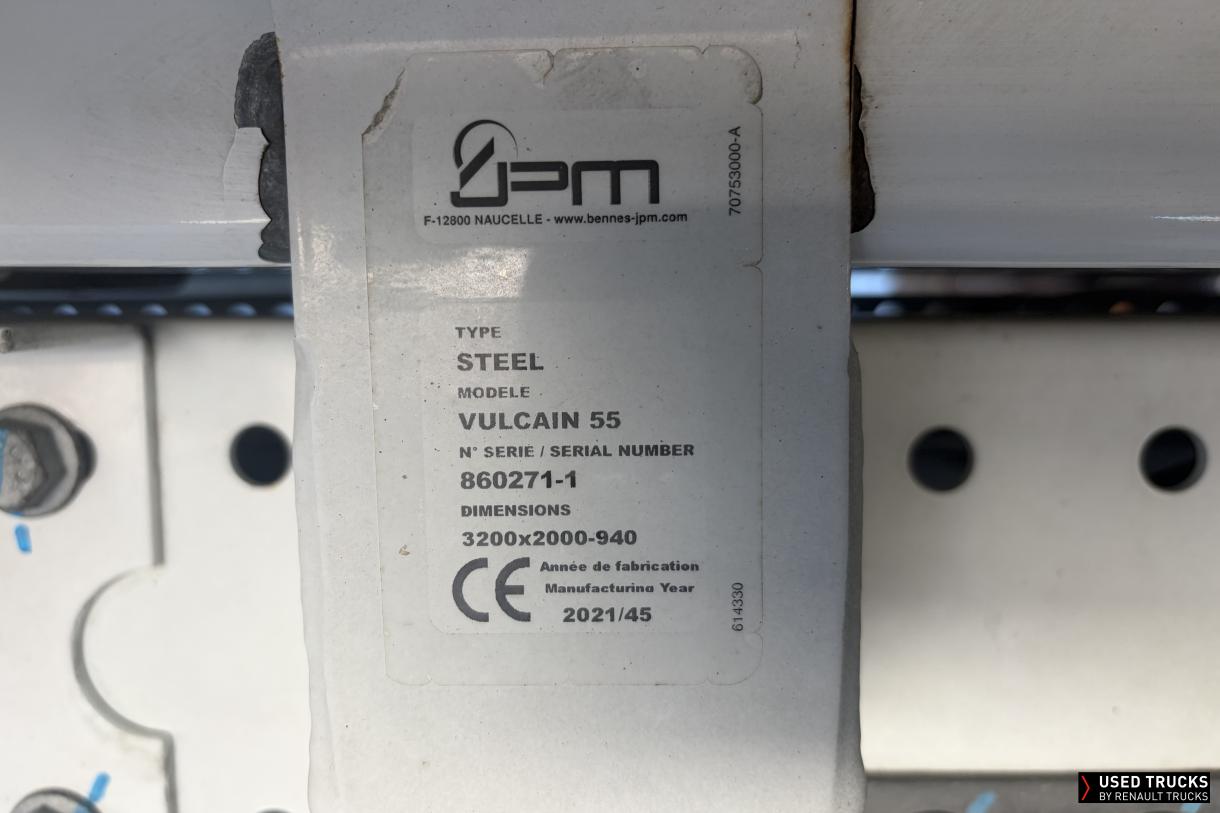 JPM
F-12800 NAUCELLE - www.bennes-jpm.com
70753000-A
TYPE
STEEL
MODELE
VULCAIN 55
N° SERIE / SERIAL NUMBER
860271-1
DIMENSIONS
3200x2000-940
CE
Année de fabrication
Manufacturing Year
2021/45
614330
USED TRUCKS
BY RENAULT TRUCKS